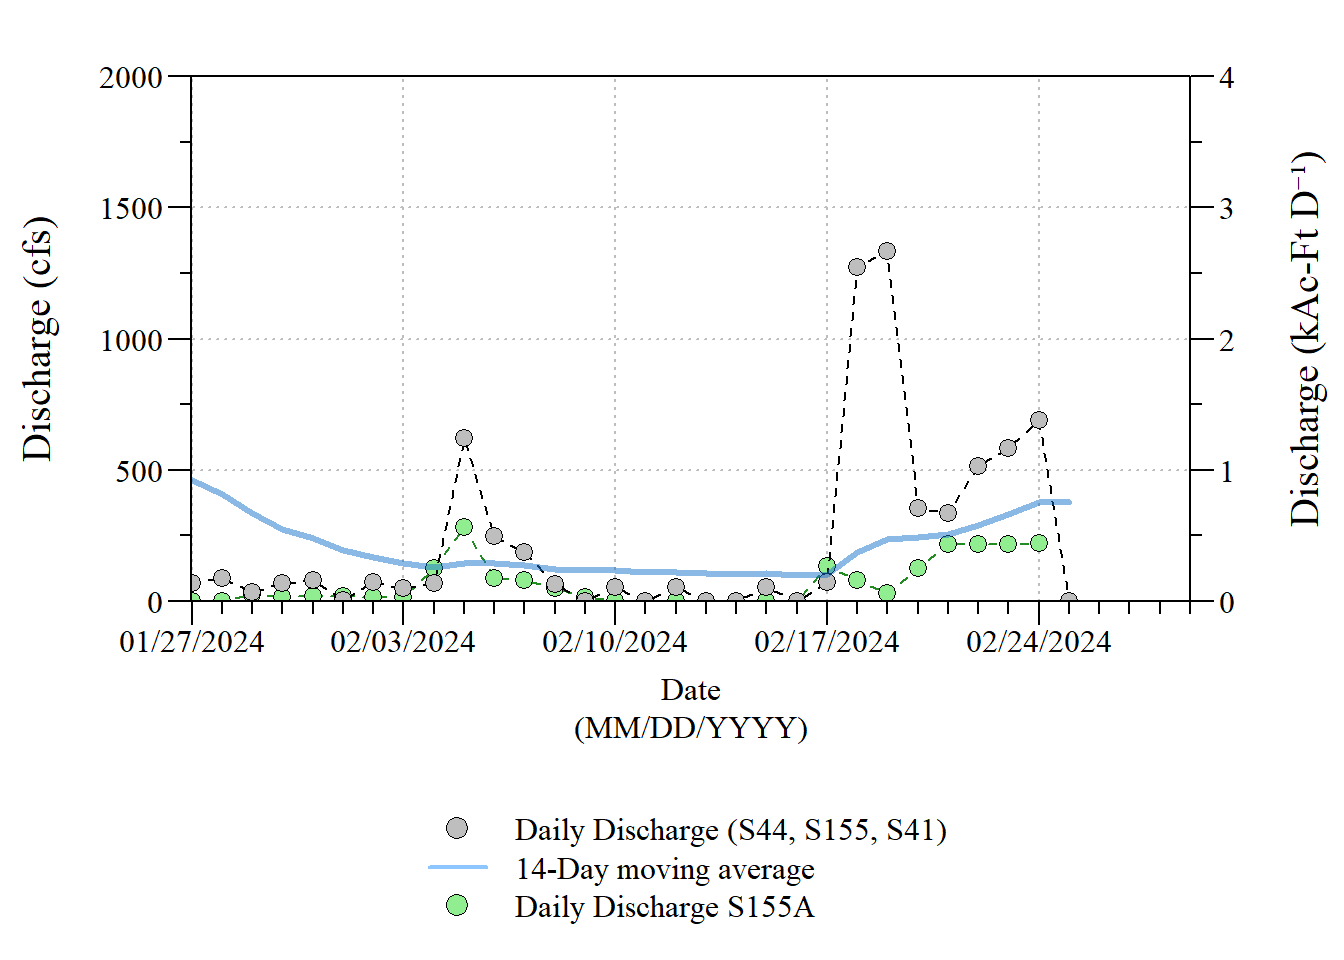 2000
1500
1000
500
0
Discharge (cfs)
4
3
2
1
0
Discharge (kAc-Ft D⁻¹)
01/27/2024
02/03/2024
02/10/2024
02/17/2024
02/24/2024
Date
(MM/DD/YYYY)
Daily Discharge (S44, S155, S41)
14-Day moving average
Daily Discharge S155A